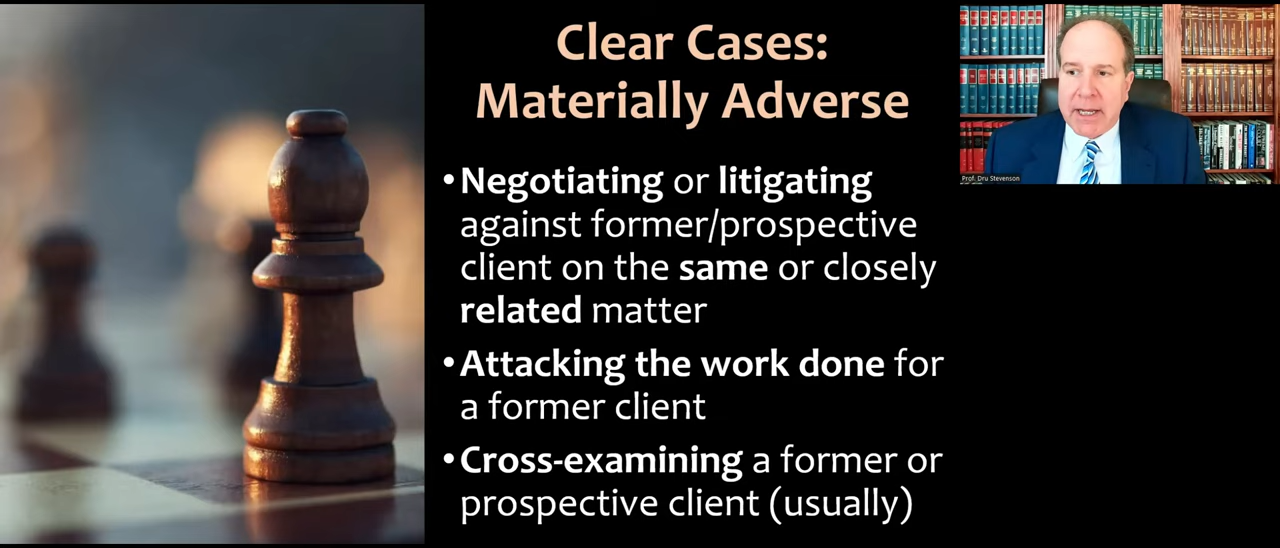 Clear Cases:
Materially Adverse
• Negotiating or litigating
against former/prospective
client on the same or closely
related matter
• Attacking the work done for
a former client
• Cross-examining a former or
prospective client (usually)
Prof. Dru Stevenson